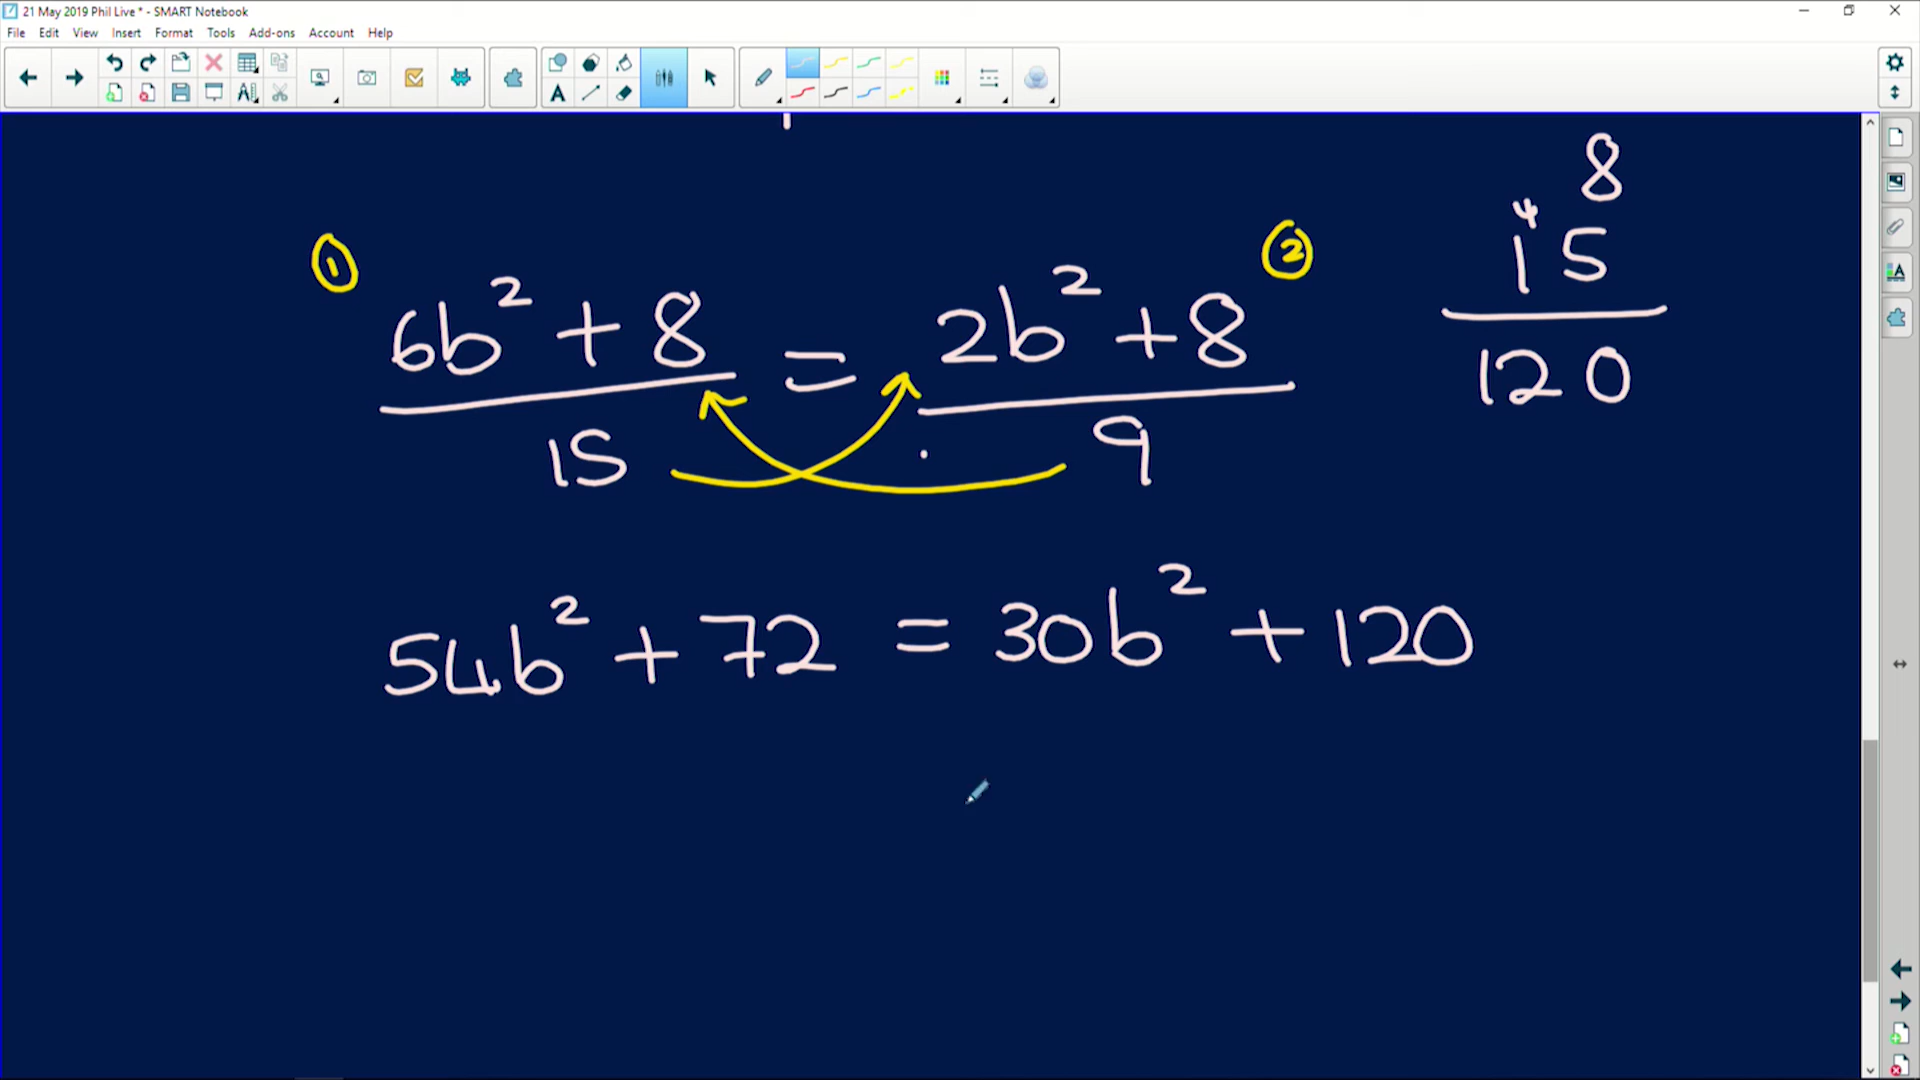 21 May 2019 Phil Live * - SMART Notebook
File Edit View Insert Format Tools Add-ons Account Help
① ②
6b² + 8 = 2b² + 8
15 9
54b² + 72 = 30b² + 120
8
4
15
120